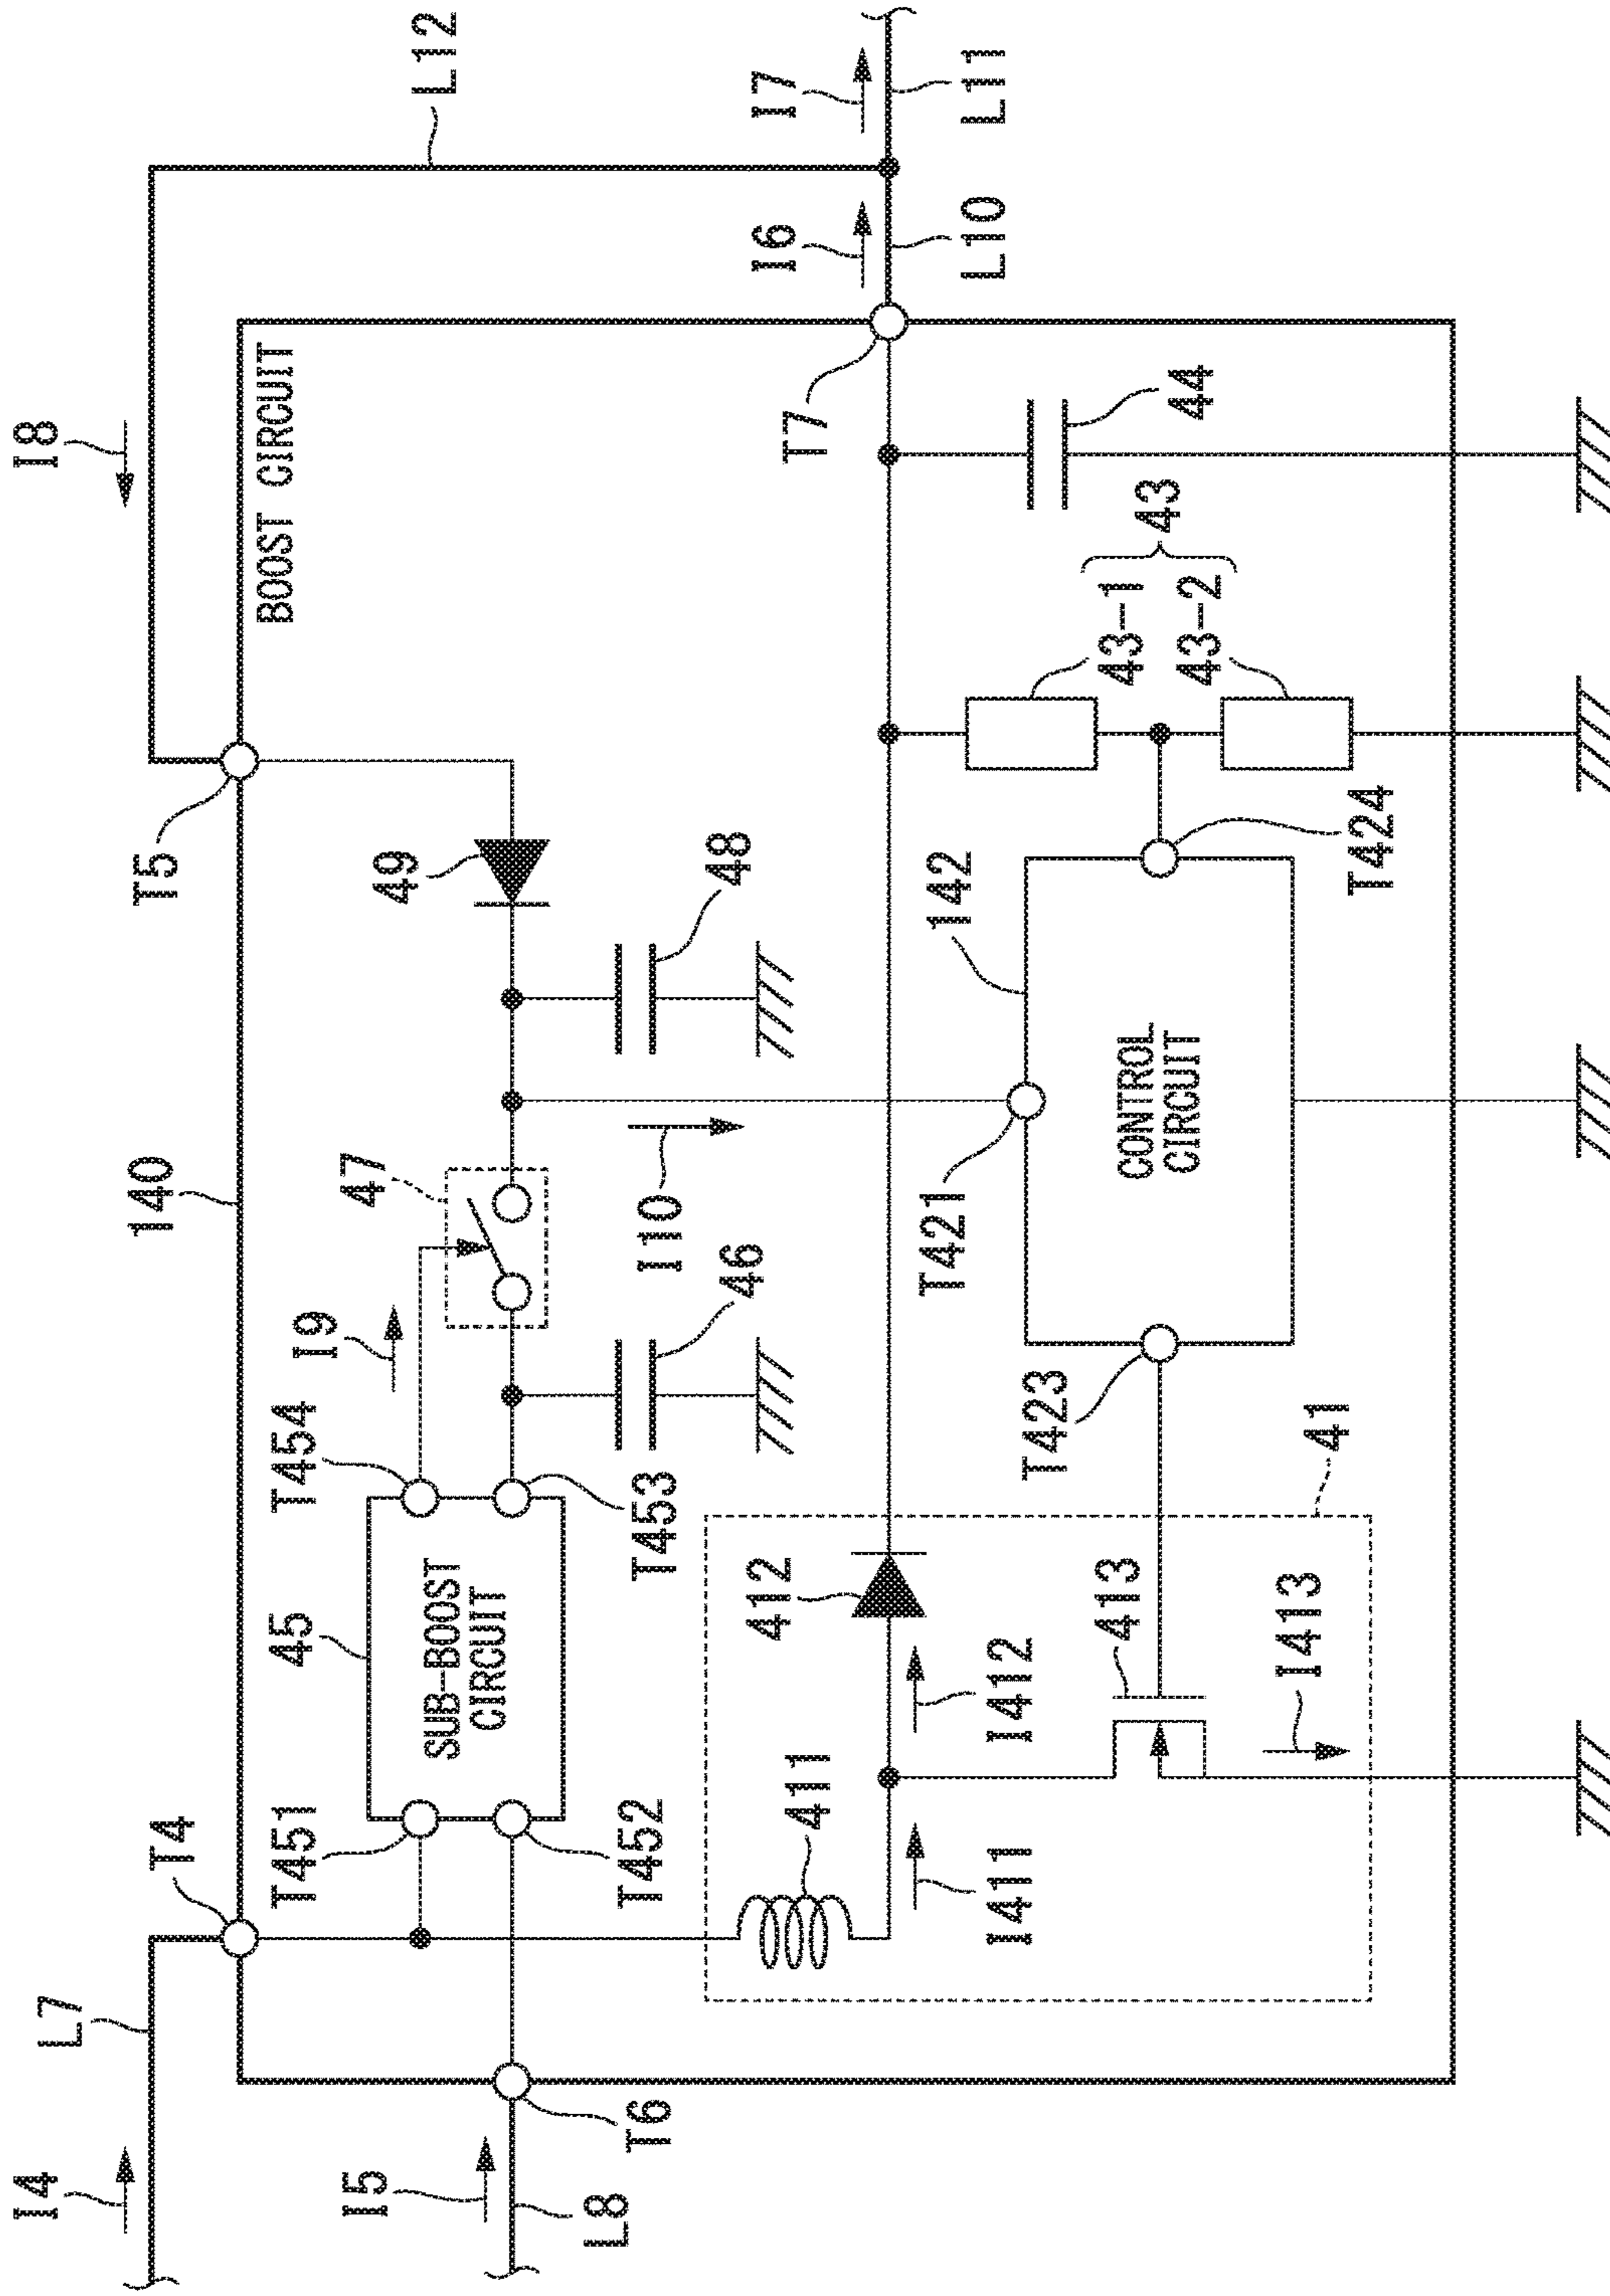 I4
L7
I8
L12
I5
L8
T4
140
T5
BOOST CIRCUIT
T6
T451
T452
45
SUB-BOOST
CIRCUIT
T454
T453
I9
46
47
I10
48
49
T7
I6
L10
I7
L11
411
I411
412
I412
413
I413
41
T423
T421
142
CONTROL
CIRCUIT
T424
43-1
43-2
43
44